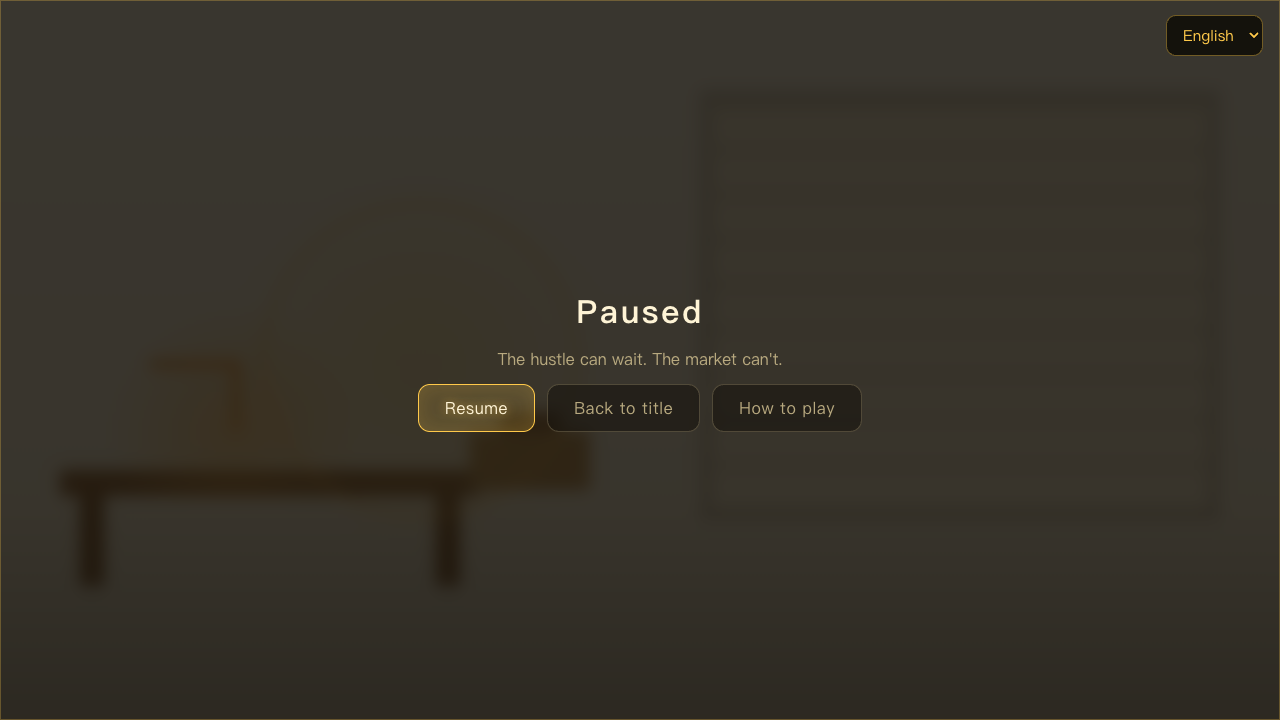 English
Paused
The hustle can wait. The market can't.
Resume
Back to title
How to play